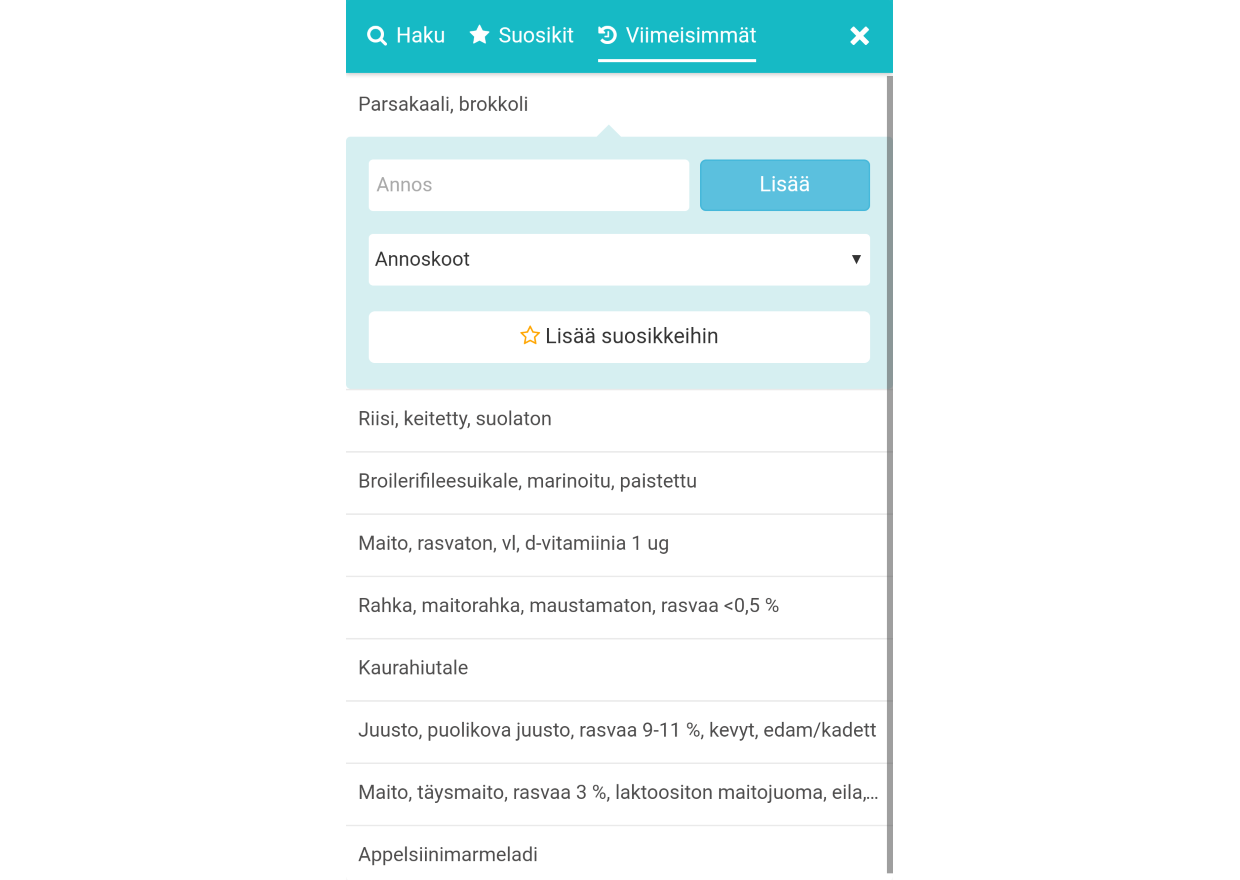 Haku Suosikit Viimeisimmät
Parsakaali, brokkoli
Annos Lisää
Annoskoot
Lisää suosikkeihin
Riisi, keitetty, suolaton
Broilerifileesuikale, marinoitu, paistettu
Maito, rasvaton, vl, d-vitamiinia 1 ug
Rahka, maitorahka, maustamaton, rasvaa <0,5 %
Kaurahiutale
Juusto, puolikova juusto, rasvaa 9-11 %, kevyt, edam/kadett
Maito, täysmaito, rasvaa 3 %, laktoositon maitojuoma, eila,...
Appelsiinimarmeladi